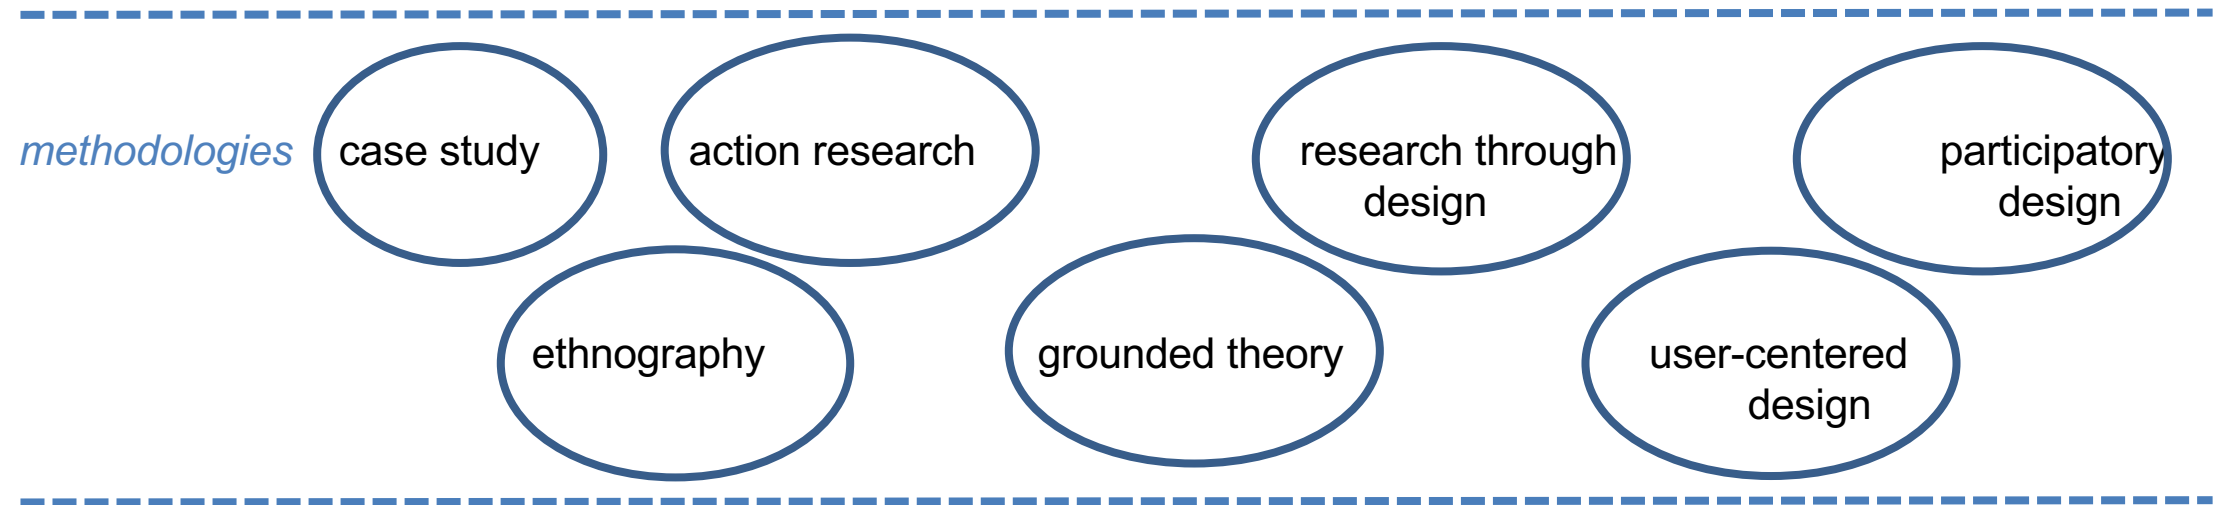 methodologies
case study
action research
research through
design
participatory
design
ethnography
grounded theory
user-centered
design